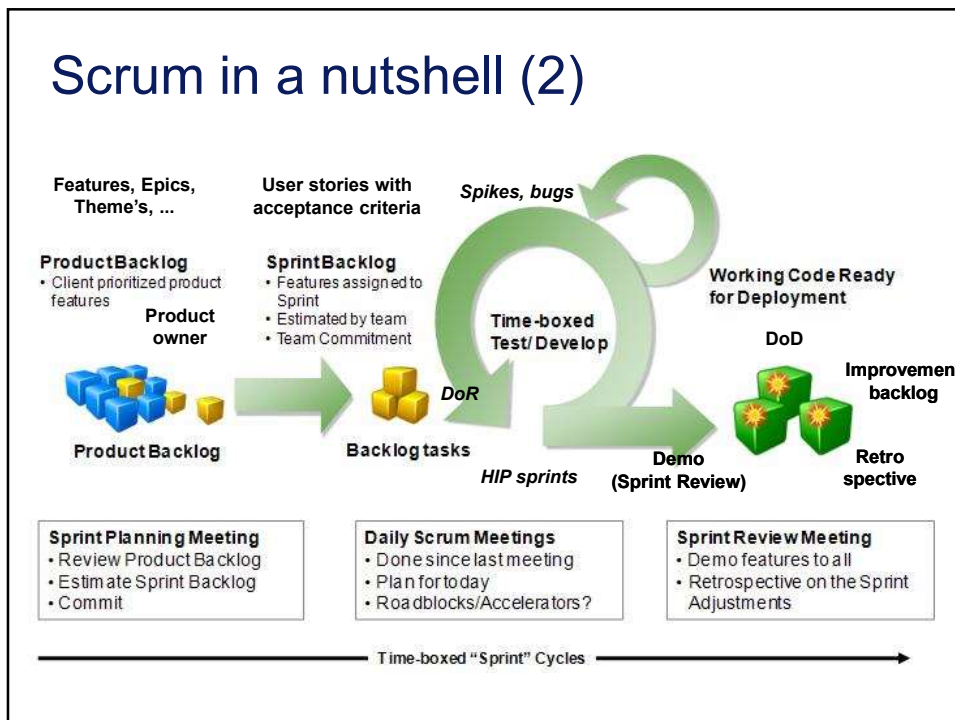 Scrum in a nutshell (2)
Features, Epics,
Theme's, ...
User stories with
acceptance criteria
Spikes, bugs
Product Backlog
• Client prioritized product
features
Product
owner
Sprint Backlog
• Features assigned to
Sprint
• Estimated by team
• Team Commitment
Time-boxed
Test/ Develop
Working Code Ready
for Deployment
DoD
Improvemen
backlog
DoR
Product Backlog
Backlog tasks
HIP sprints
Demo
(Sprint Review)
Retro
spective
Sprint Planning Meeting
• Review Product Backlog
• Estimate Sprint Backlog
• Commit
Daily Scrum Meetings
• Done since last meeting
• Plan for today
• Roadblocks/Accelerators?
Sprint Review Meeting
• Demo features to all
• Retrospective on the Sprint
Adjustments
Time-boxed “Sprint” Cycles